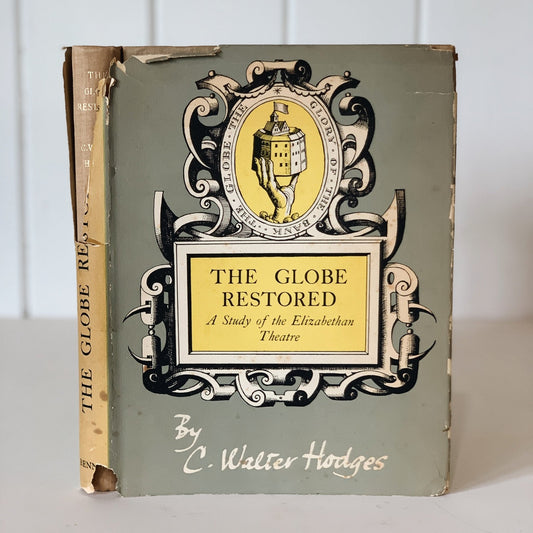 THE GLOBE · THE GLORY OF THE BANK
THE GLOBE
RESTORED
A Study of the Elizabethan
Theatre
By
C. Walter Hodges
THE
THE GLOBE